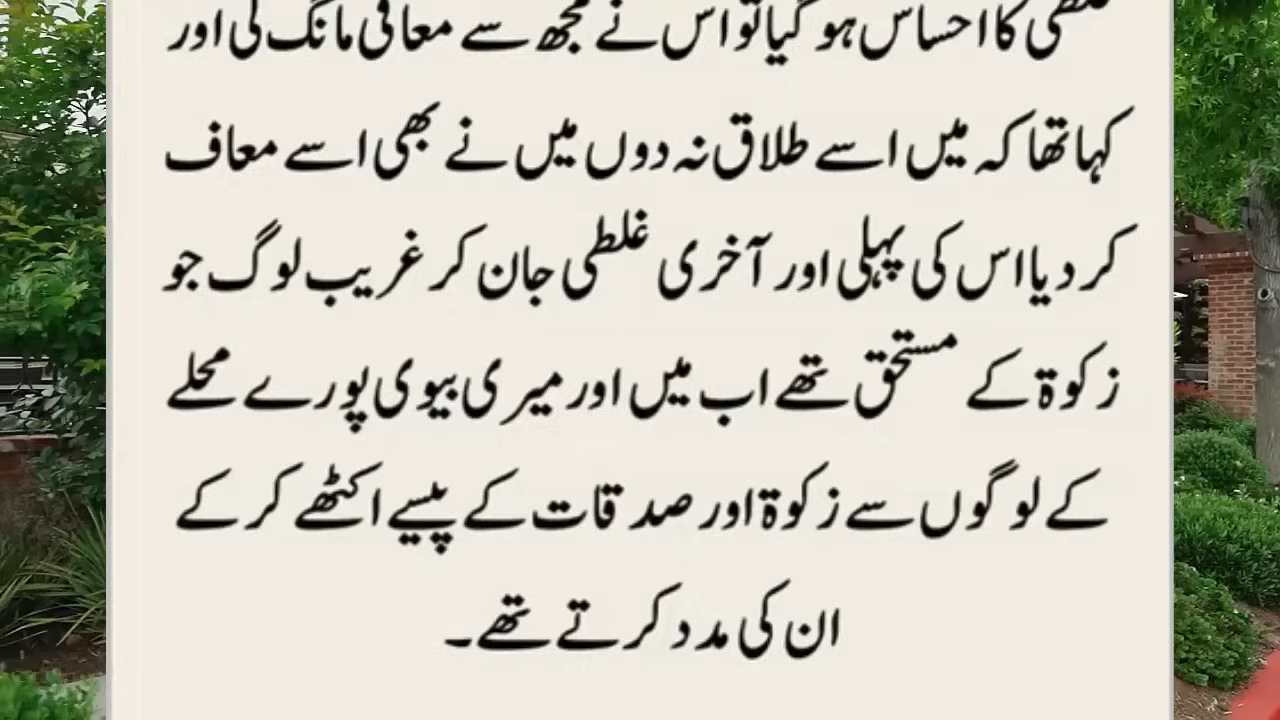 غلطی کا احساس ہو گیا تو اس نے مجھ سے معافی مانگ لی اور
کہا تھا کہ میں اسے طلاق نہ دوں میں نے بھی اسے معاف
کر دیا اس کی پہلی اور آخری غلطی جان کر غریب لوگ جو
زکوۃ کے مستحق تھے اب میں اور میری بیوی پورے محلے
کے لوگوں سے زکوۃ اور صدقات کے پیسے اکٹھے کر کے
ان کی مدد کرتے تھے۔